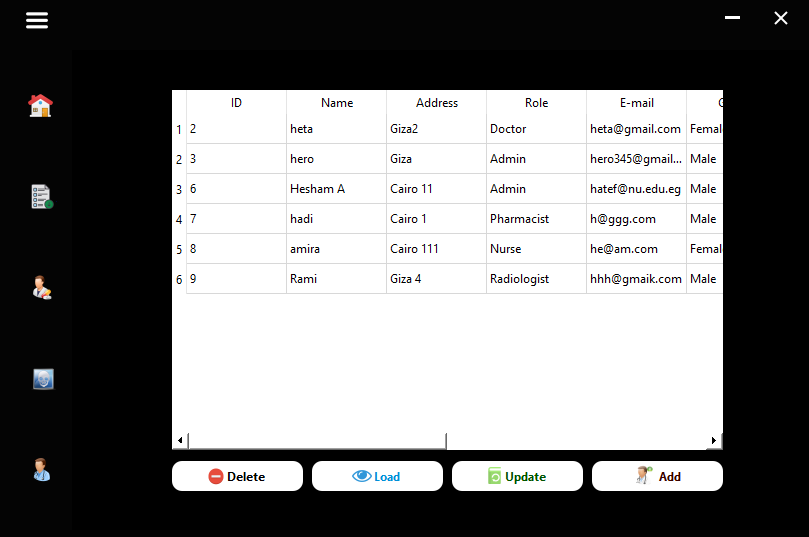 ID Name Address Role E-mail
1 2 heta Giza2 Doctor heta@gmail.com Femal
2 3 hero Giza Admin hero345@gmail... Male
3 6 Hesham A Cairo 11 Admin hatef@nu.edu.eg Male
4 7 hadi Cairo 1 Pharmacist h@ggg.com Male
5 8 amira Cairo 111 Nurse he@am.com Femal
6 9 Rami Giza 4 Radiologist hhh@gmaik.com Male
Delete Load Update Add